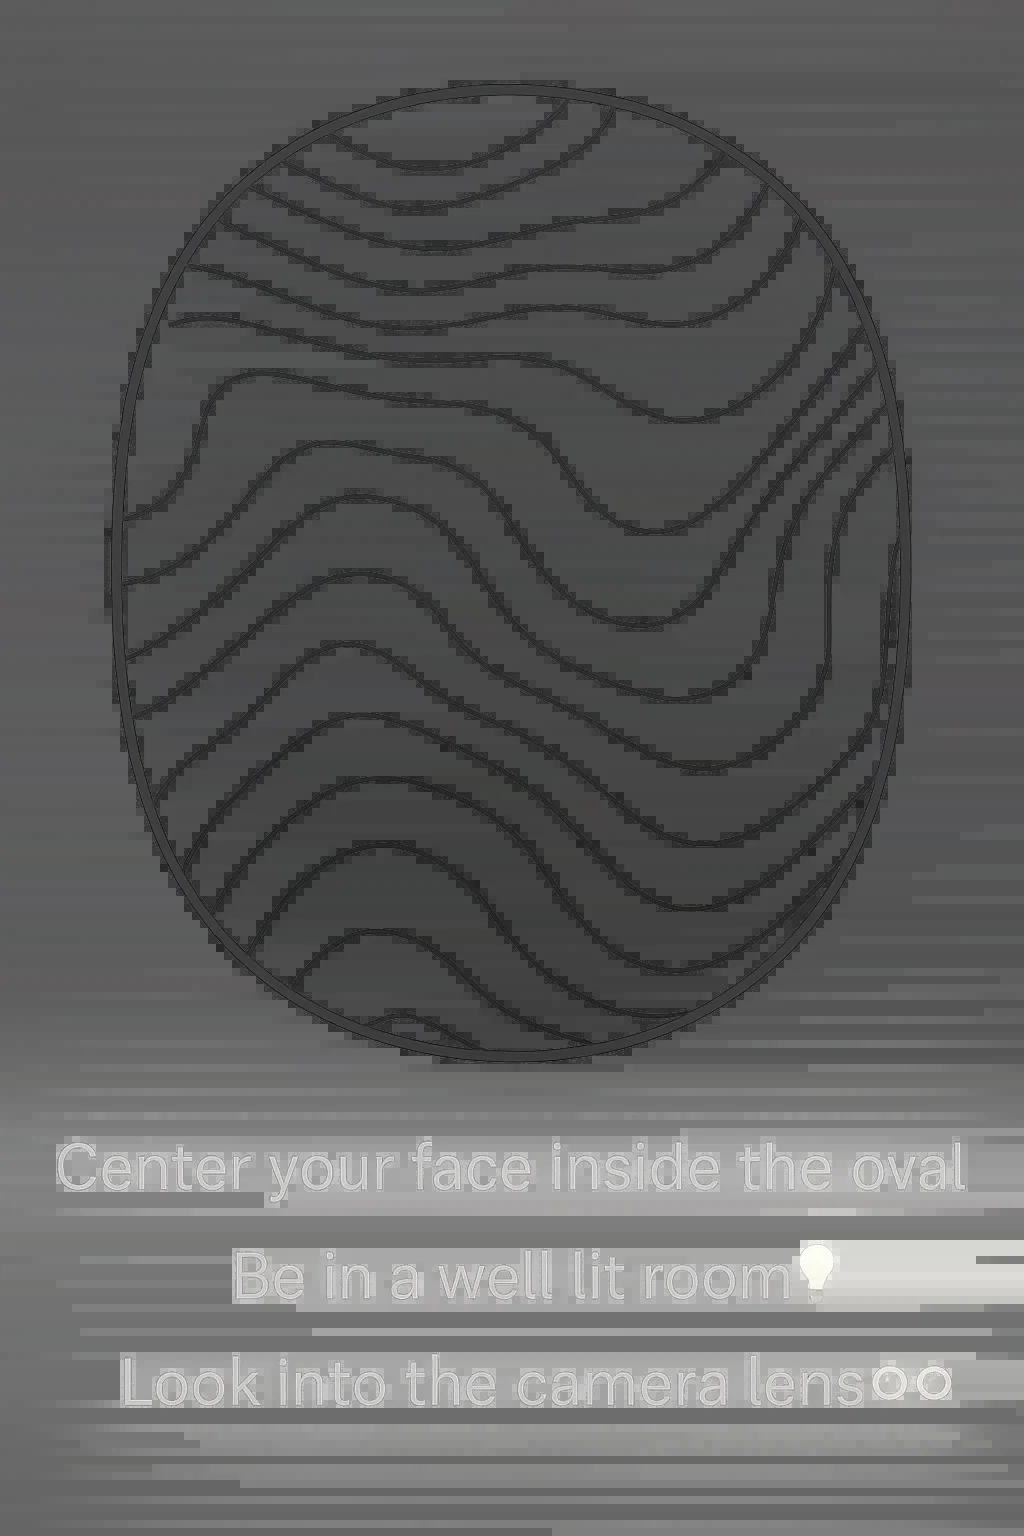 Center your face inside the oval
Be in a well lit room💡
Look into the camera lens👀